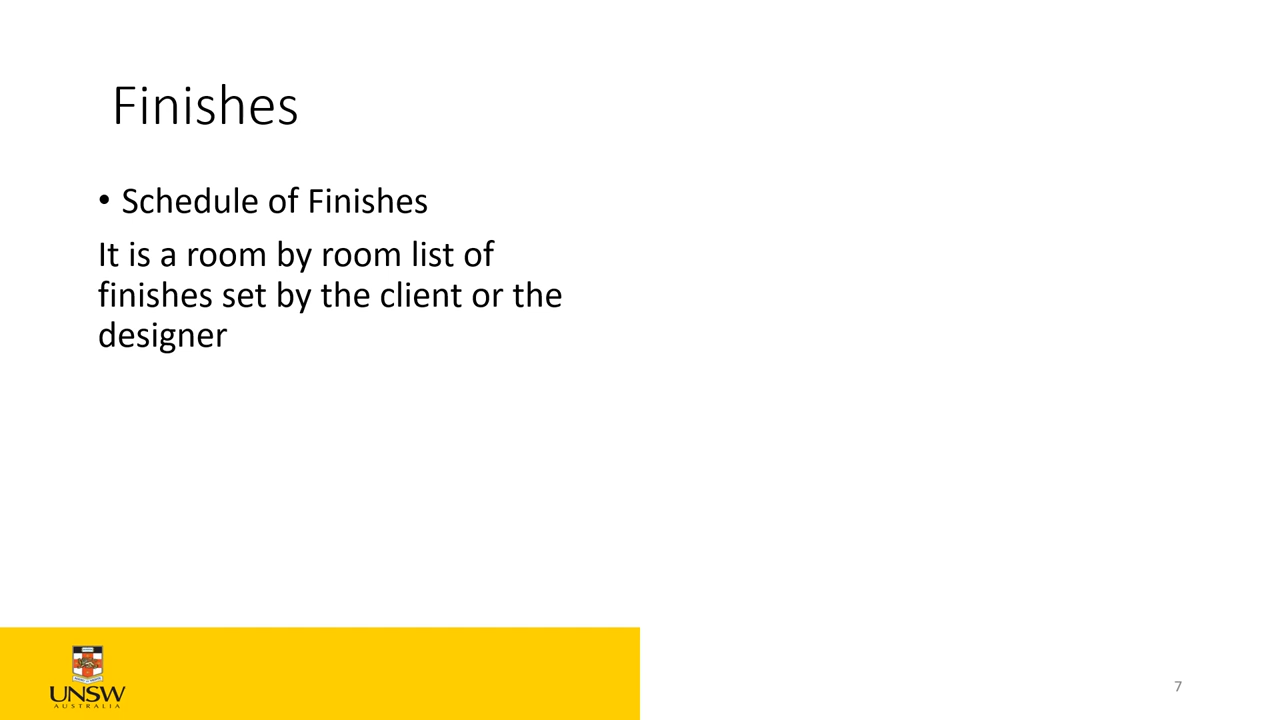 Finishes
• Schedule of Finishes
It is a room by room list of
finishes set by the client or the
designer
UNSW
AUSTRALIA
7